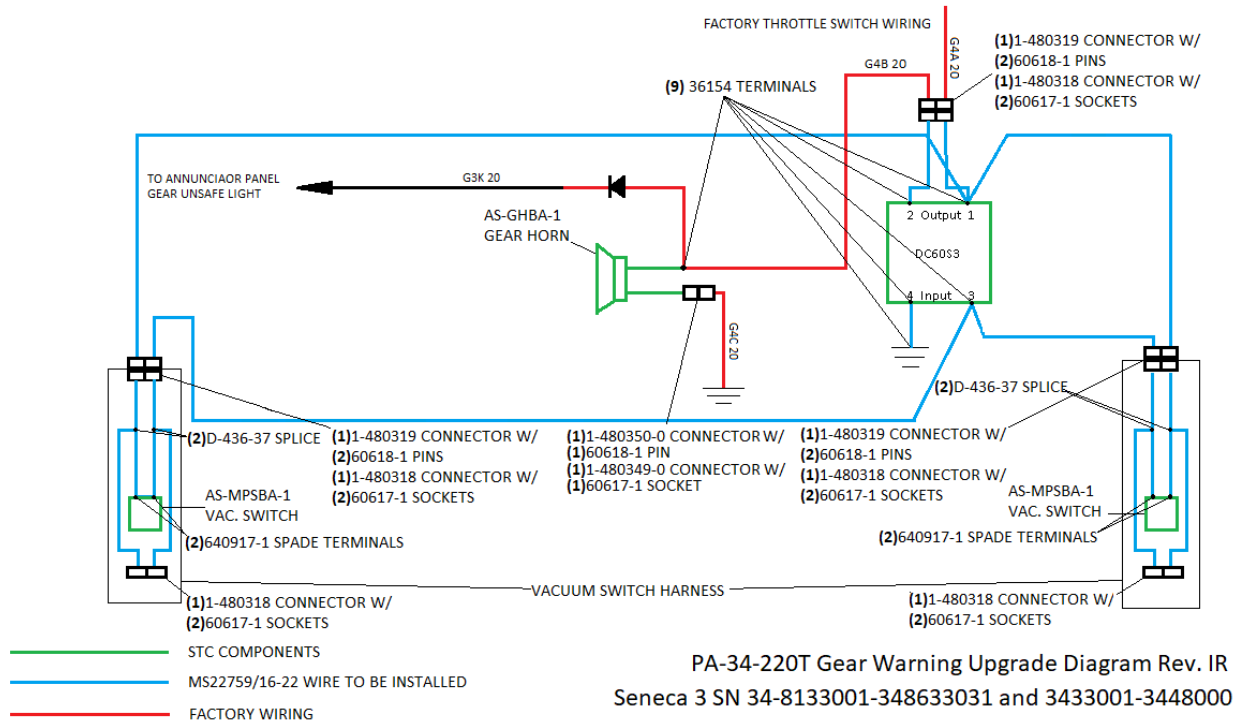 FACTORY THROTTLE SWITCH WIRING
G4A 20
(1)1-480319 CONNECTOR W/
(2)60618-1 PINS
(1)1-480318 CONNECTOR W/
(2)60617-1 SOCKETS
G4B 20
(9) 36154 TERMINALS
TO ANNUNCIAOR PANEL
GEAR UNSAFE LIGHT
G3K 20
AS-GHBA-1
GEAR HORN
2 Output 1
DC60S3
4 Input 3
G4C 20
(2)D-436-37 SPLICE
(1)1-480319 CONNECTOR W/
(2)60618-1 PINS
(1)1-480318 CONNECTOR W/
(2)60617-1 SOCKETS
(1)1-480350-0 CONNECTOR W/
(1)60618-1 PIN
(1)1-480349-0 CONNECTOR W/
(1)60617-1 SOCKET
(2)D-436-37 SPLICE
(1)1-480319 CONNECTOR W/
(2)60618-1 PINS
(1)1-480318 CONNECTOR W/
(2)60617-1 SOCKETS
AS-MPSBA-1
VAC. SWITCH
(2)640917-1 SPADE TERMINALS
AS-MPSBA-1
VAC. SWITCH
(2)640917-1 SPADE TERMINALS
VACUUM SWITCH HARNESS
(1)1-480318 CONNECTOR W/
(2)60617-1 SOCKETS
(1)1-480318 CONNECTOR W/
(2)60617-1 SOCKETS
STC COMPONENTS
MS22759/16-22 WIRE TO BE INSTALLED
FACTORY WIRING
PA-34-220T Gear Warning Upgrade Diagram Rev. IR
Seneca 3 SN 34-8133001-348633031 and 3433001-3448000